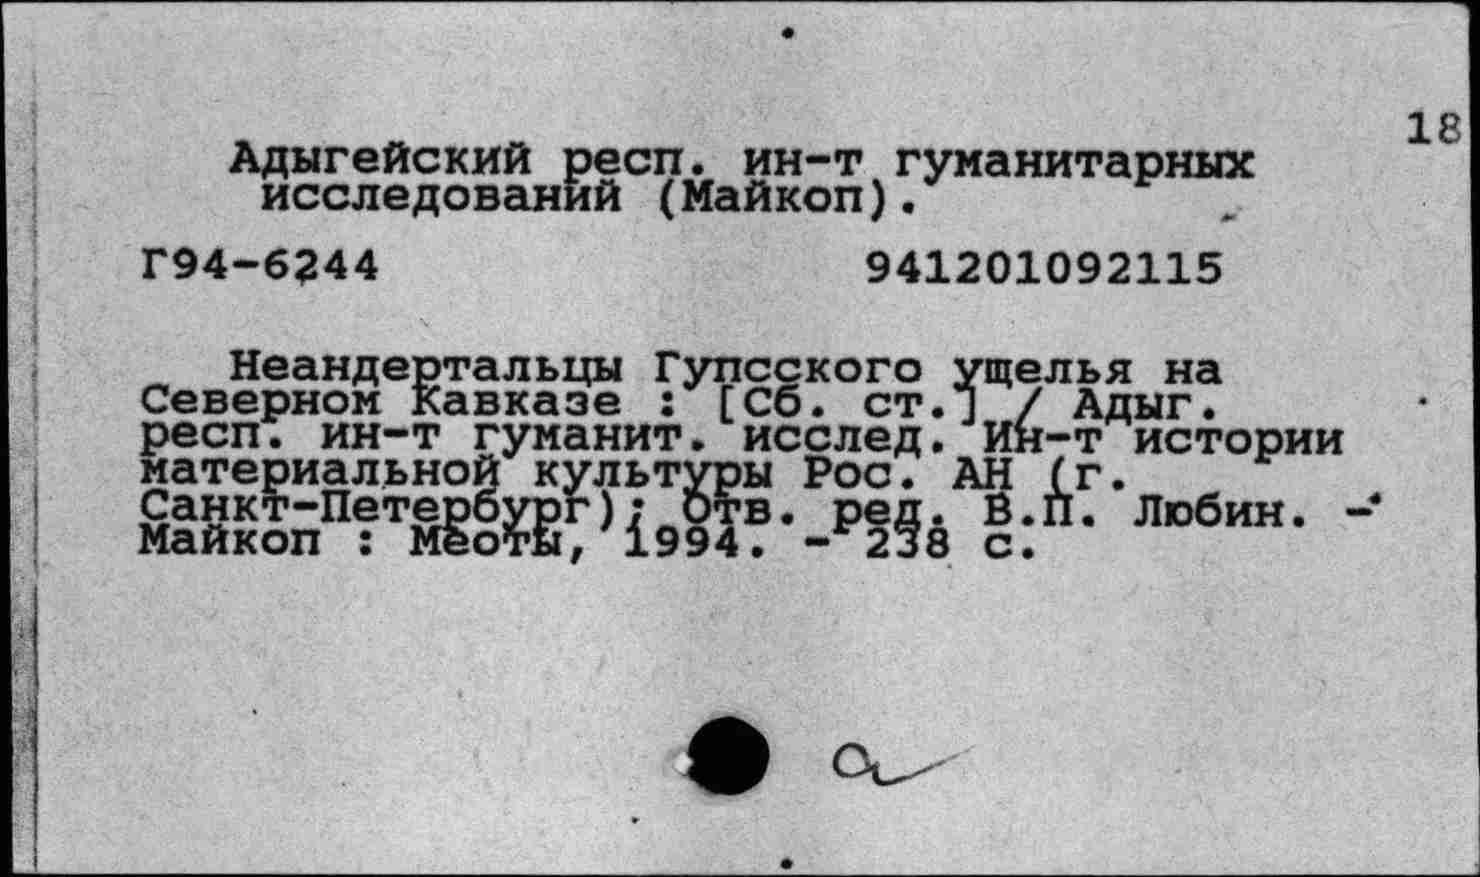 18
Адыгейский респ. ин-т гуманитарных
исследований (Майкоп).
Г94-6244 941201092115
Неандертальцы Гупсского ущелья на
Северном Кавказе : [Сб. ст.] / Адыг.
респ. ин-т гуманит. исслед. Ин-т истории
материальной культуры Рос. АН (г.
Санкт-Петербург); Отв. ред. В.П. Любин. -
Майкоп : Меоты, 1994. - 238 с.
а